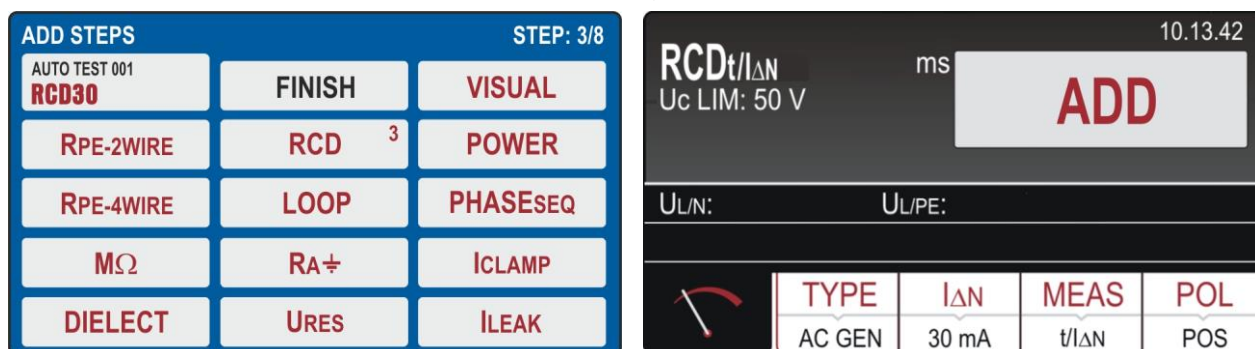 ADD STEPS STEP: 3/8
AUTO TEST 001
RCD30
FINISH VISUAL
RPE-2WIRE RCD 3 POWER
RPE-4WIRE LOOP PHASESEQ
MΩ RA⏚ ICLAMP
DIELECT URES ILEAK
10.13.42
RCDt/IΔN ms ADD
Uc LIM: 50 V
UL/N: UL/PE:
TYPE IΔN MEAS POL
AC GEN 30 mA t/IΔN POS